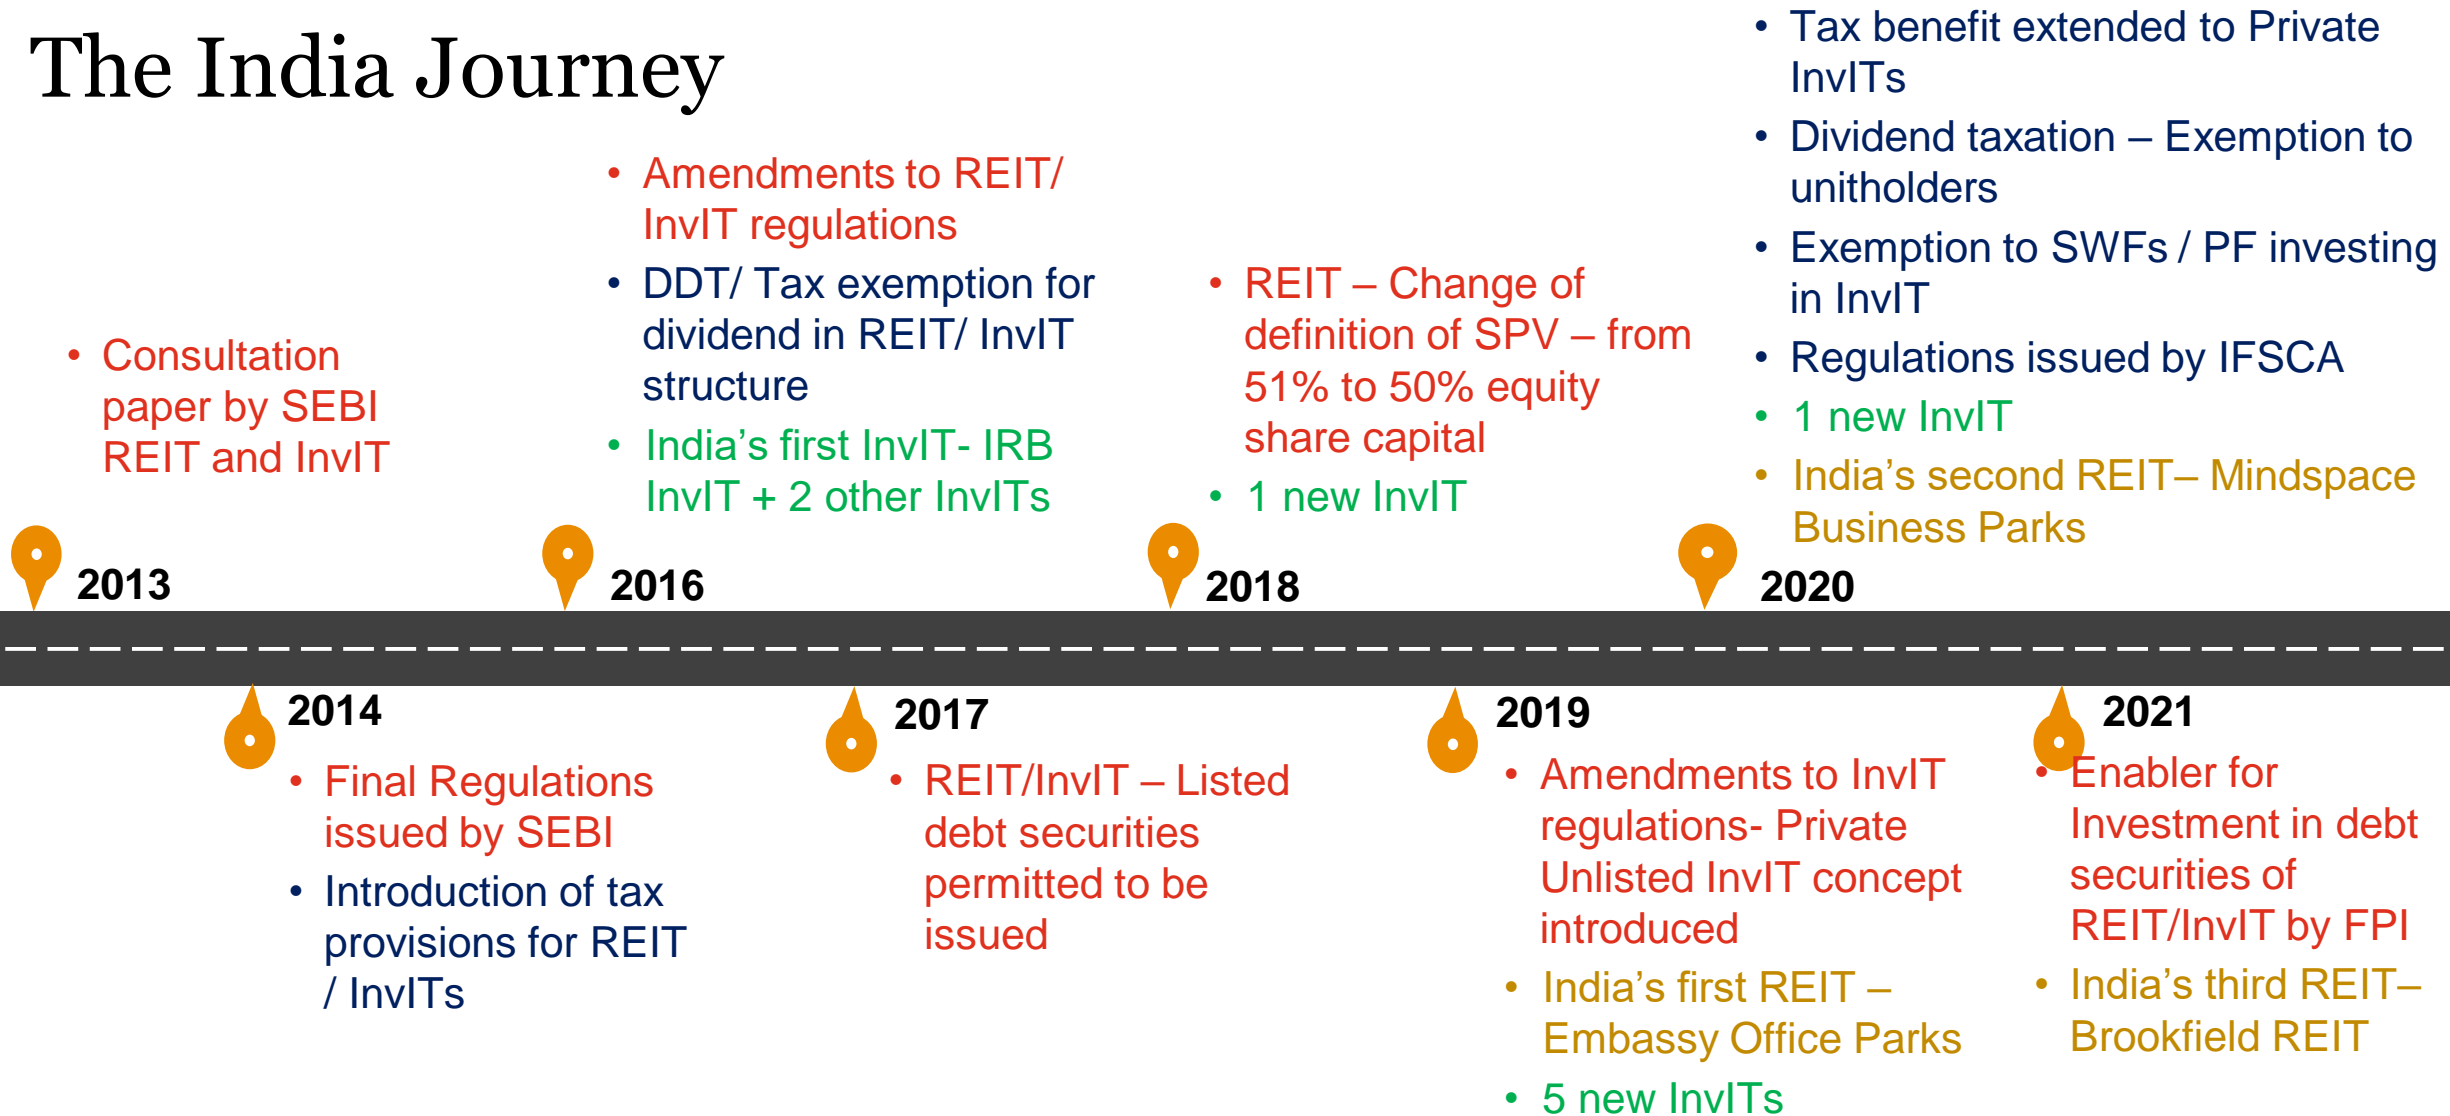 The India Journey
• Consultation
paper by SEBI
REIT and InvIT
2013
• Final Regulations
issued by SEBI
• Introduction of tax
provisions for REIT
/ InvITs
2014
• Amendments to REIT/
InvIT regulations
• DDT/ Tax exemption for
dividend in REIT/ InvIT
structure
• India’s first InvIT- IRB
InvIT + 2 other InvITs
2016
2017
• REIT/InvIT – Listed
debt securities
permitted to be
issued
• REIT – Change of
definition of SPV – from
51% to 50% equity
share capital
• 1 new InvIT
2018
2019
• Amendments to InvIT
regulations- Private
Unlisted InvIT concept
introduced
• India’s first REIT –
Embassy Office Parks
• 5 new InvITs
• Tax benefit extended to Private
InvITs
• Dividend taxation – Exemption to
unitholders
• Exemption to SWFs / PF investing
in InvIT
• Regulations issued by IFSCA
• 1 new InvIT
• India’s second REIT– Mindspace
Business Parks
2020
2021
• Enabler for
Investment in debt
securities of
REIT/InvIT by FPI
• India’s third REIT–
Brookfield REIT